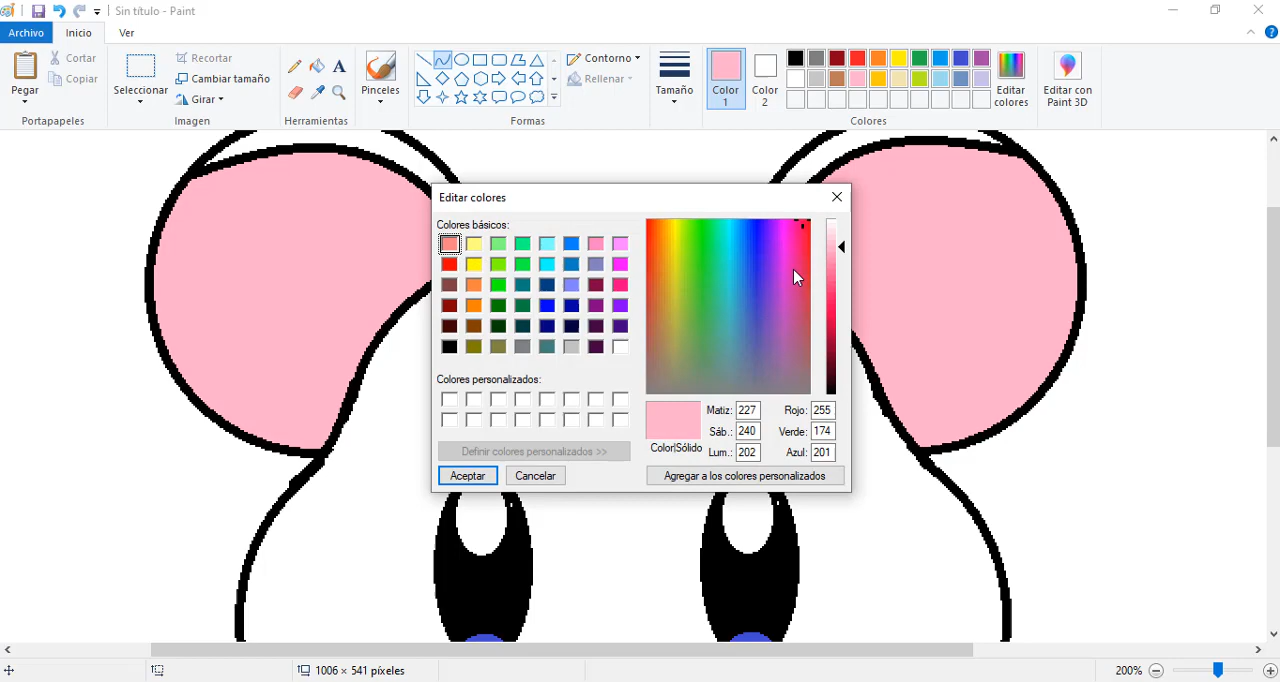 Sin título - Paint
Archivo Inicio Ver
Pegar
Cortar
Copiar
Portapapeles
Seleccionar
Recortar
Cambiar tamaño
Girar
Imagen
A
Herramientas
Pinceles
Contorno
Rellenar
Formas
Tamaño
Color 1
Color 2
Editar colores
Colores
Editar con Paint 3D
Editar colores
Colores básicos:
Colores personalizados:
Definir colores personalizados >>
Aceptar Cancelar
Color|Sólido
Matiz: 227 Rojo: 255
Sáb.: 240 Verde: 174
Lum.: 202 Azul: 201
Agregar a los colores personalizados
1006 × 541 píxeles
200%